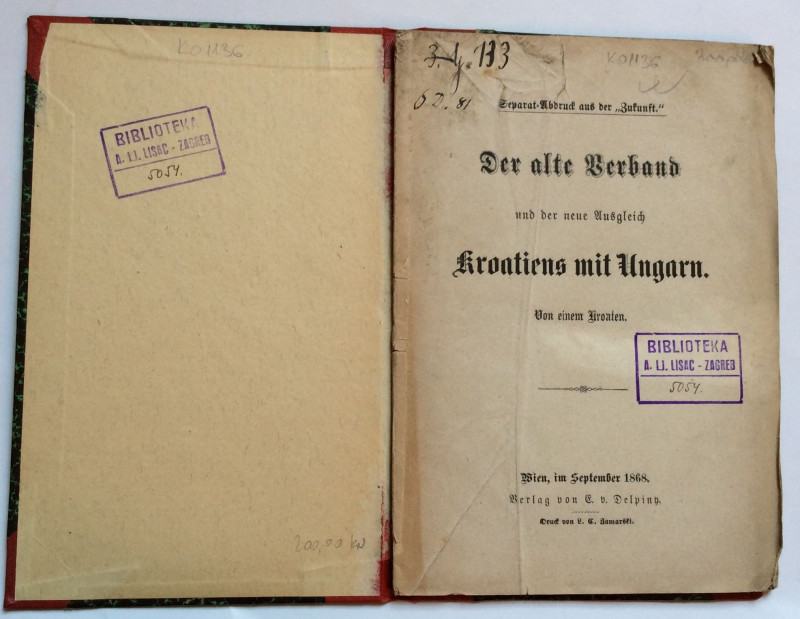 KO1136
BIBLIOTEKA
A. LJ. LISAC - ZAGREB
5054.
200,00 kn
3. 4. 113
KO1136
6D. 81
Separat-Abdruck aus der „Zukunft.“
Der alte Verband
und der neue Ausgleich
Kroatiens mit Ungarn.
Von einem Kroaten.
BIBLIOTEKA
A. LJ. LISAC - ZAGREB
5054.
Wien, im September 1868.
Verlag von E. v. Delpiny.
Druck von L. C. Zamarski.